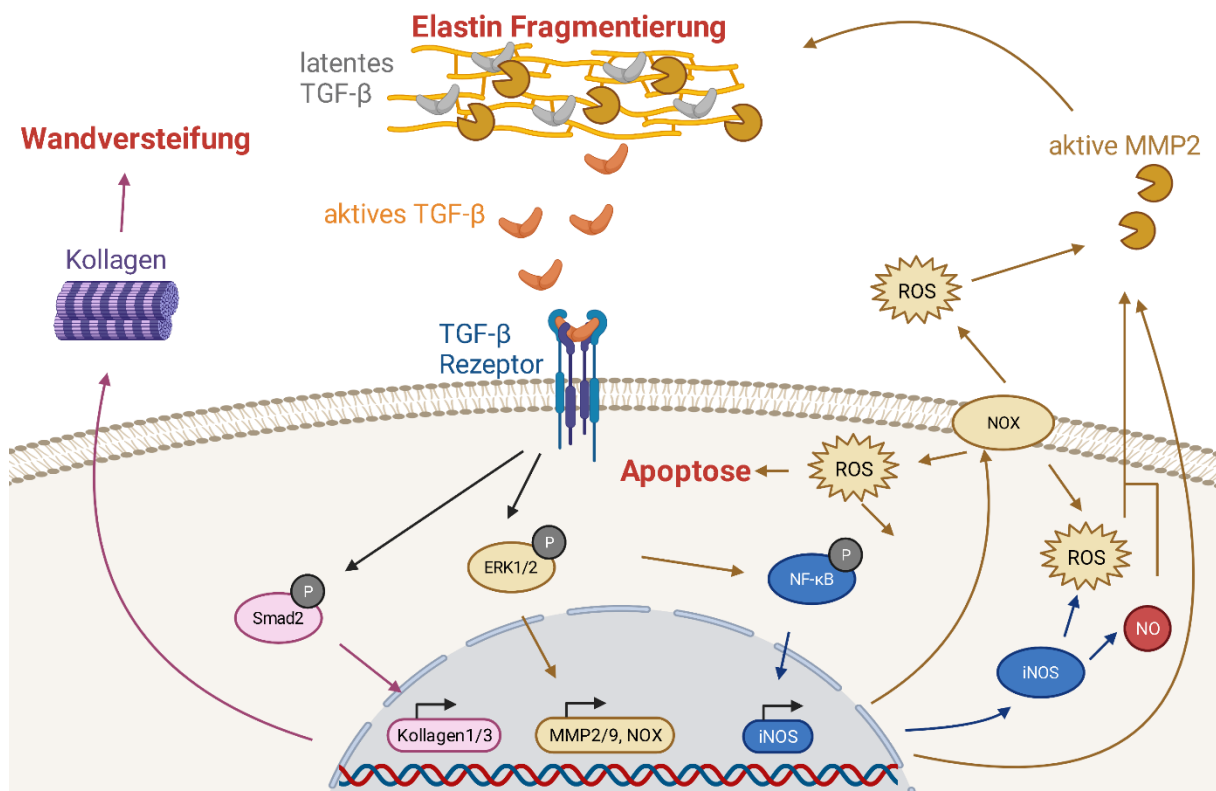 Elastin Fragmentierung
latentes
TGF-β
Wandversteifung
aktive MMP2
aktives TGF-β
Kollagen
ROS
TGF-β
Rezeptor
NOX
Apoptose
ROS
P
ERK1/2
P
NF-κB
ROS
P
Smad2
NO
iNOS
Kollagen1/3
MMP2/9, NOX
iNOS